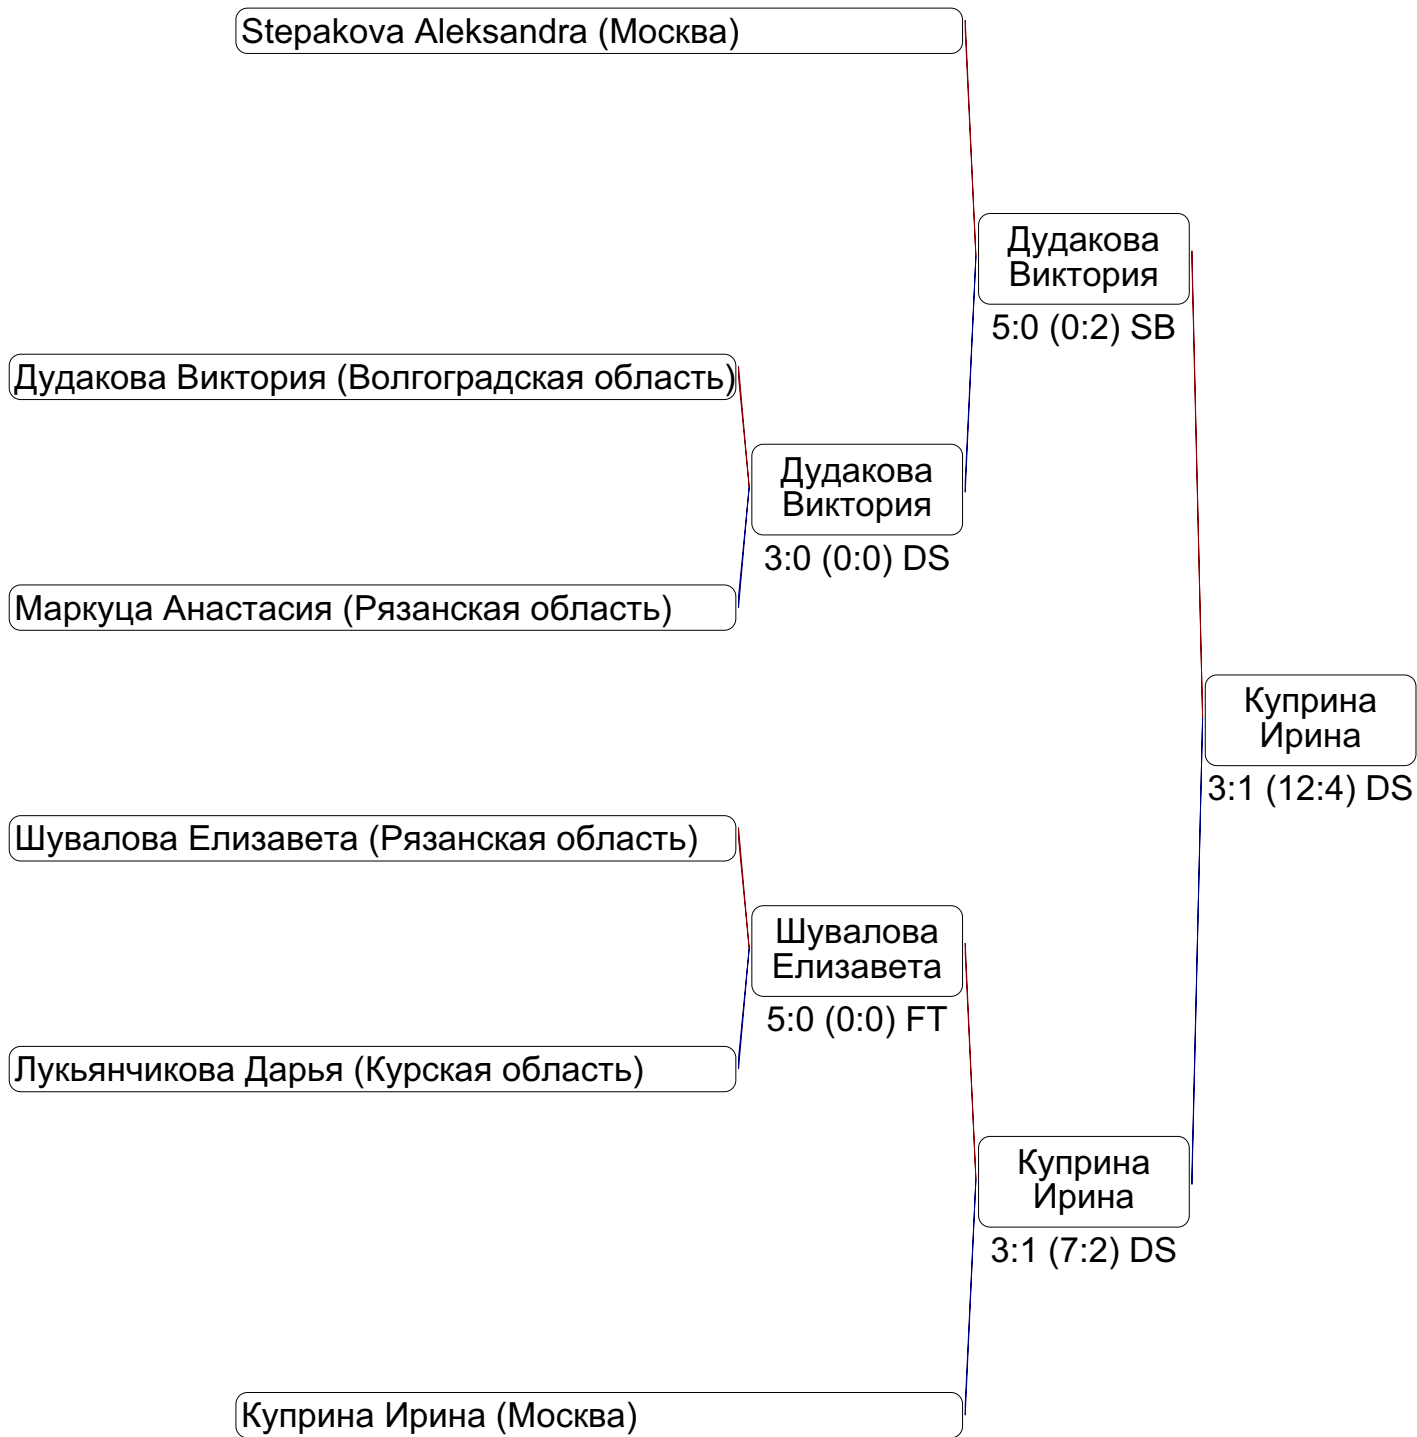 Stepakova Aleksandra (Москва)
Дудакова
Виктория
5:0 (0:2) SB
Дудакова Виктория (Волгоградская область)
Дудакова
Виктория
3:0 (0:0) DS
Маркуца Анастасия (Рязанская область)
Куприна
Ирина
3:1 (12:4) DS
Шувалова Елизавета (Рязанская область)
Шувалова
Елизавета
5:0 (0:0) FT
Лукьянчикова Дарья (Курская область)
Куприна
Ирина
3:1 (7:2) DS
Куприна Ирина (Москва)